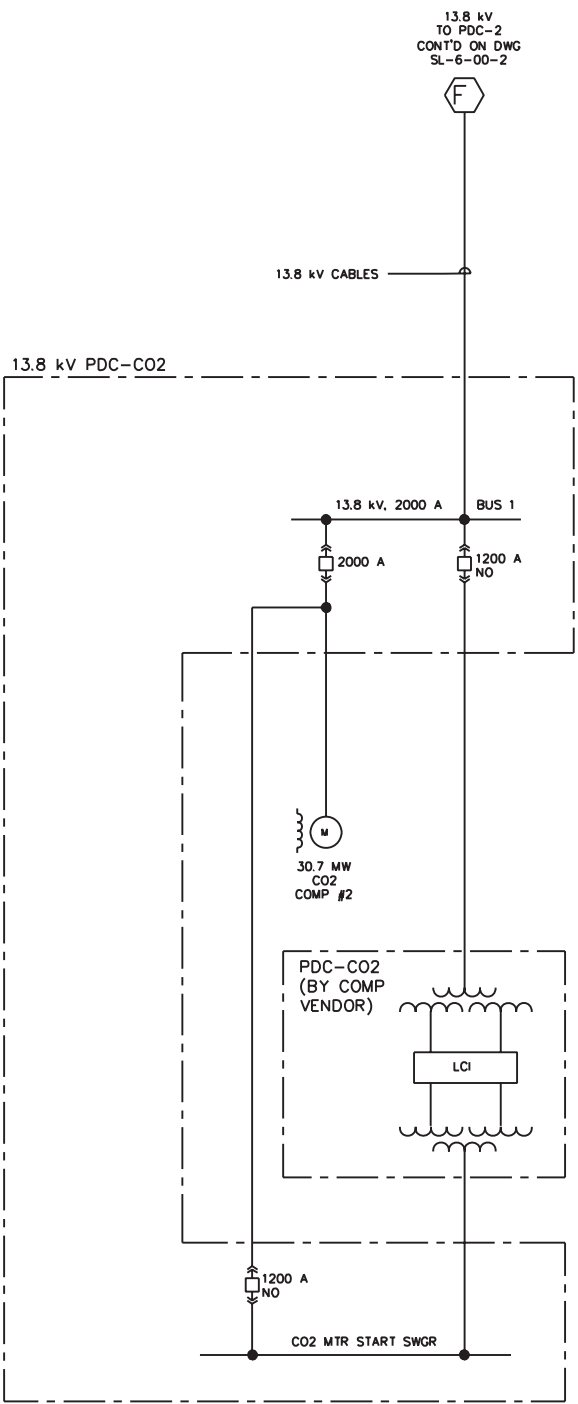 13.8 kV
TO PDC-2
CONT'D ON DWG
SL-6-00-2
F
13.8 kV CABLES
13.8 kV PDC-CO2
13.8 kV, 2000 A
BUS 1
2000 A
1200 A
NO
M
30.7 MW
CO2
COMP #2
PDC-CO2
(BY COMP
VENDOR)
LCI
1200 A
NO
CO2 MTR START SWGR